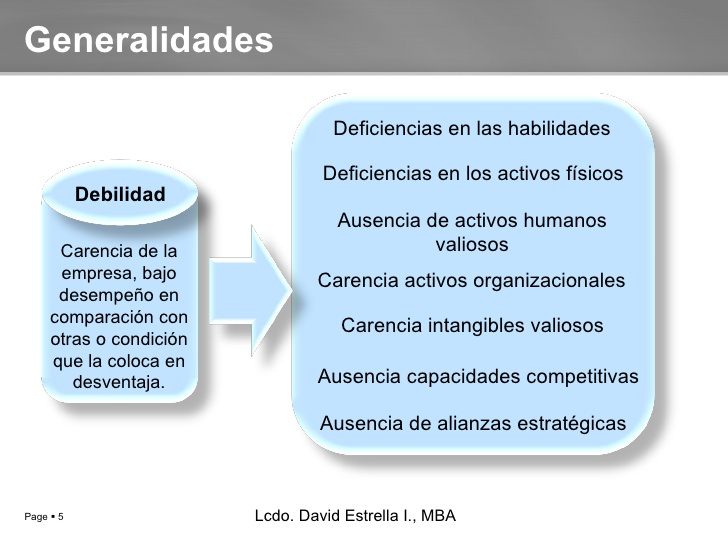 Generalidades
Debilidad
Carencia de la
empresa, bajo
desempeño en
comparación con
otras o condición
que la coloca en
desventaja.
Deficiencias en las habilidades
Deficiencias en los activos físicos
Ausencia de activos humanos
valiosos
Carencia activos organizacionales
Carencia intangibles valiosos
Ausencia capacidades competitivas
Ausencia de alianzas estratégicas
Page ▪ 5
Lcdo. David Estrella I., MBA